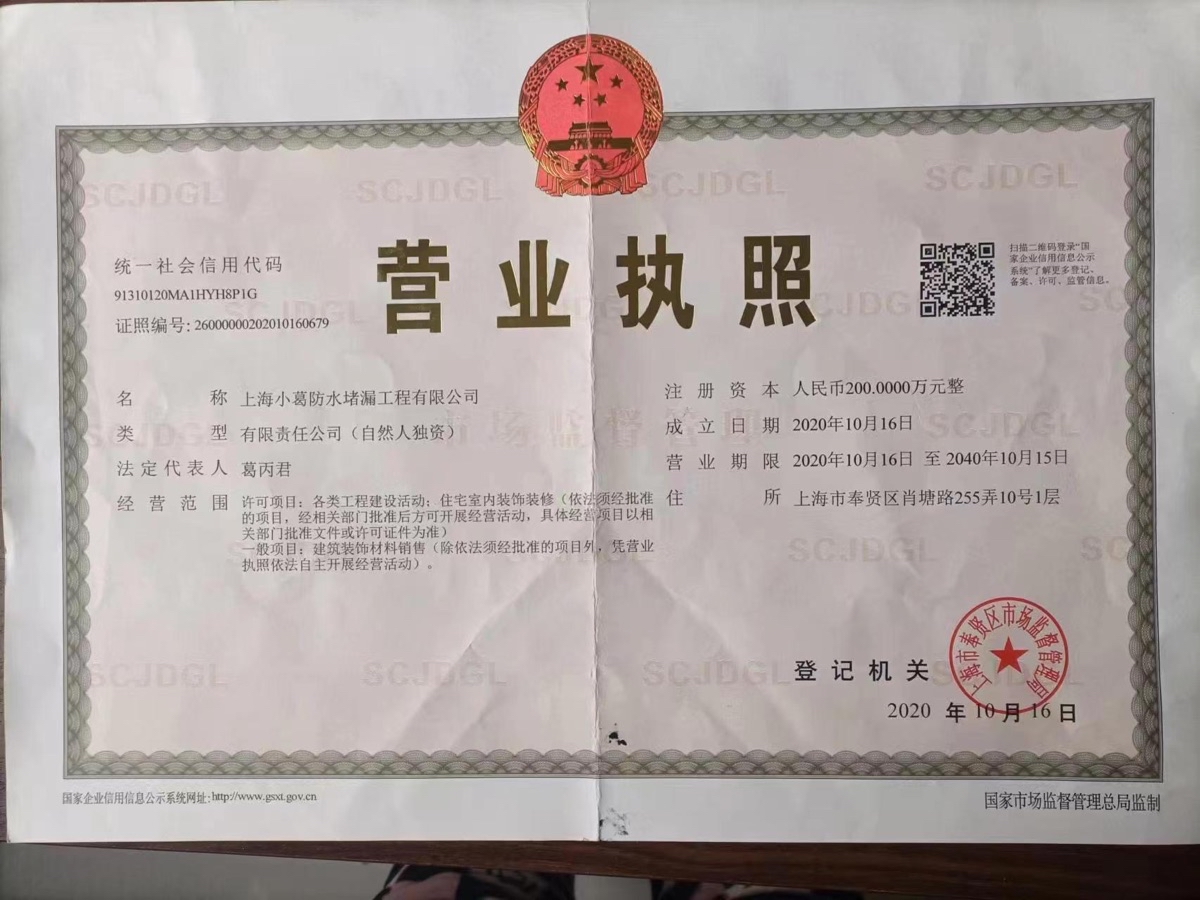 营业执照
统一社会信用代码
91310120MA1HYH8P1G
证照编号: 26000000202010160679
扫描二维码登录“国
家企业信用信息公示
系统”了解更多登记、
备案、许可、监管信息。
名称 上海小葛防水堵漏工程有限公司
类型 有限责任公司（自然人独资）
法定代表人 葛丙君
经营范围 许可项目：各类工程建设活动；住宅室内装饰装修（依法须经批准
的项目，经相关部门批准后方可开展经营活动，具体经营项目以相
关部门批准文件或许可证件为准）
一般项目：建筑装饰材料销售（除依法须经批准的项目外，凭营业
执照依法自主开展经营活动）。
注册资本 人民币200.0000万元整
成立日期 2020年10月16日
营业期限 2020年10月16日 至 2040年10月15日
住所 上海市奉贤区肖塘路255弄10号1层
登记机关
上海市奉贤区市场监督管理局
2020 年 10 月 16 日
国家企业信用信息公示系统网址:http://www.gsxt.gov.cn
国家市场监督管理总局监制
SCJDGL
市场监督管理